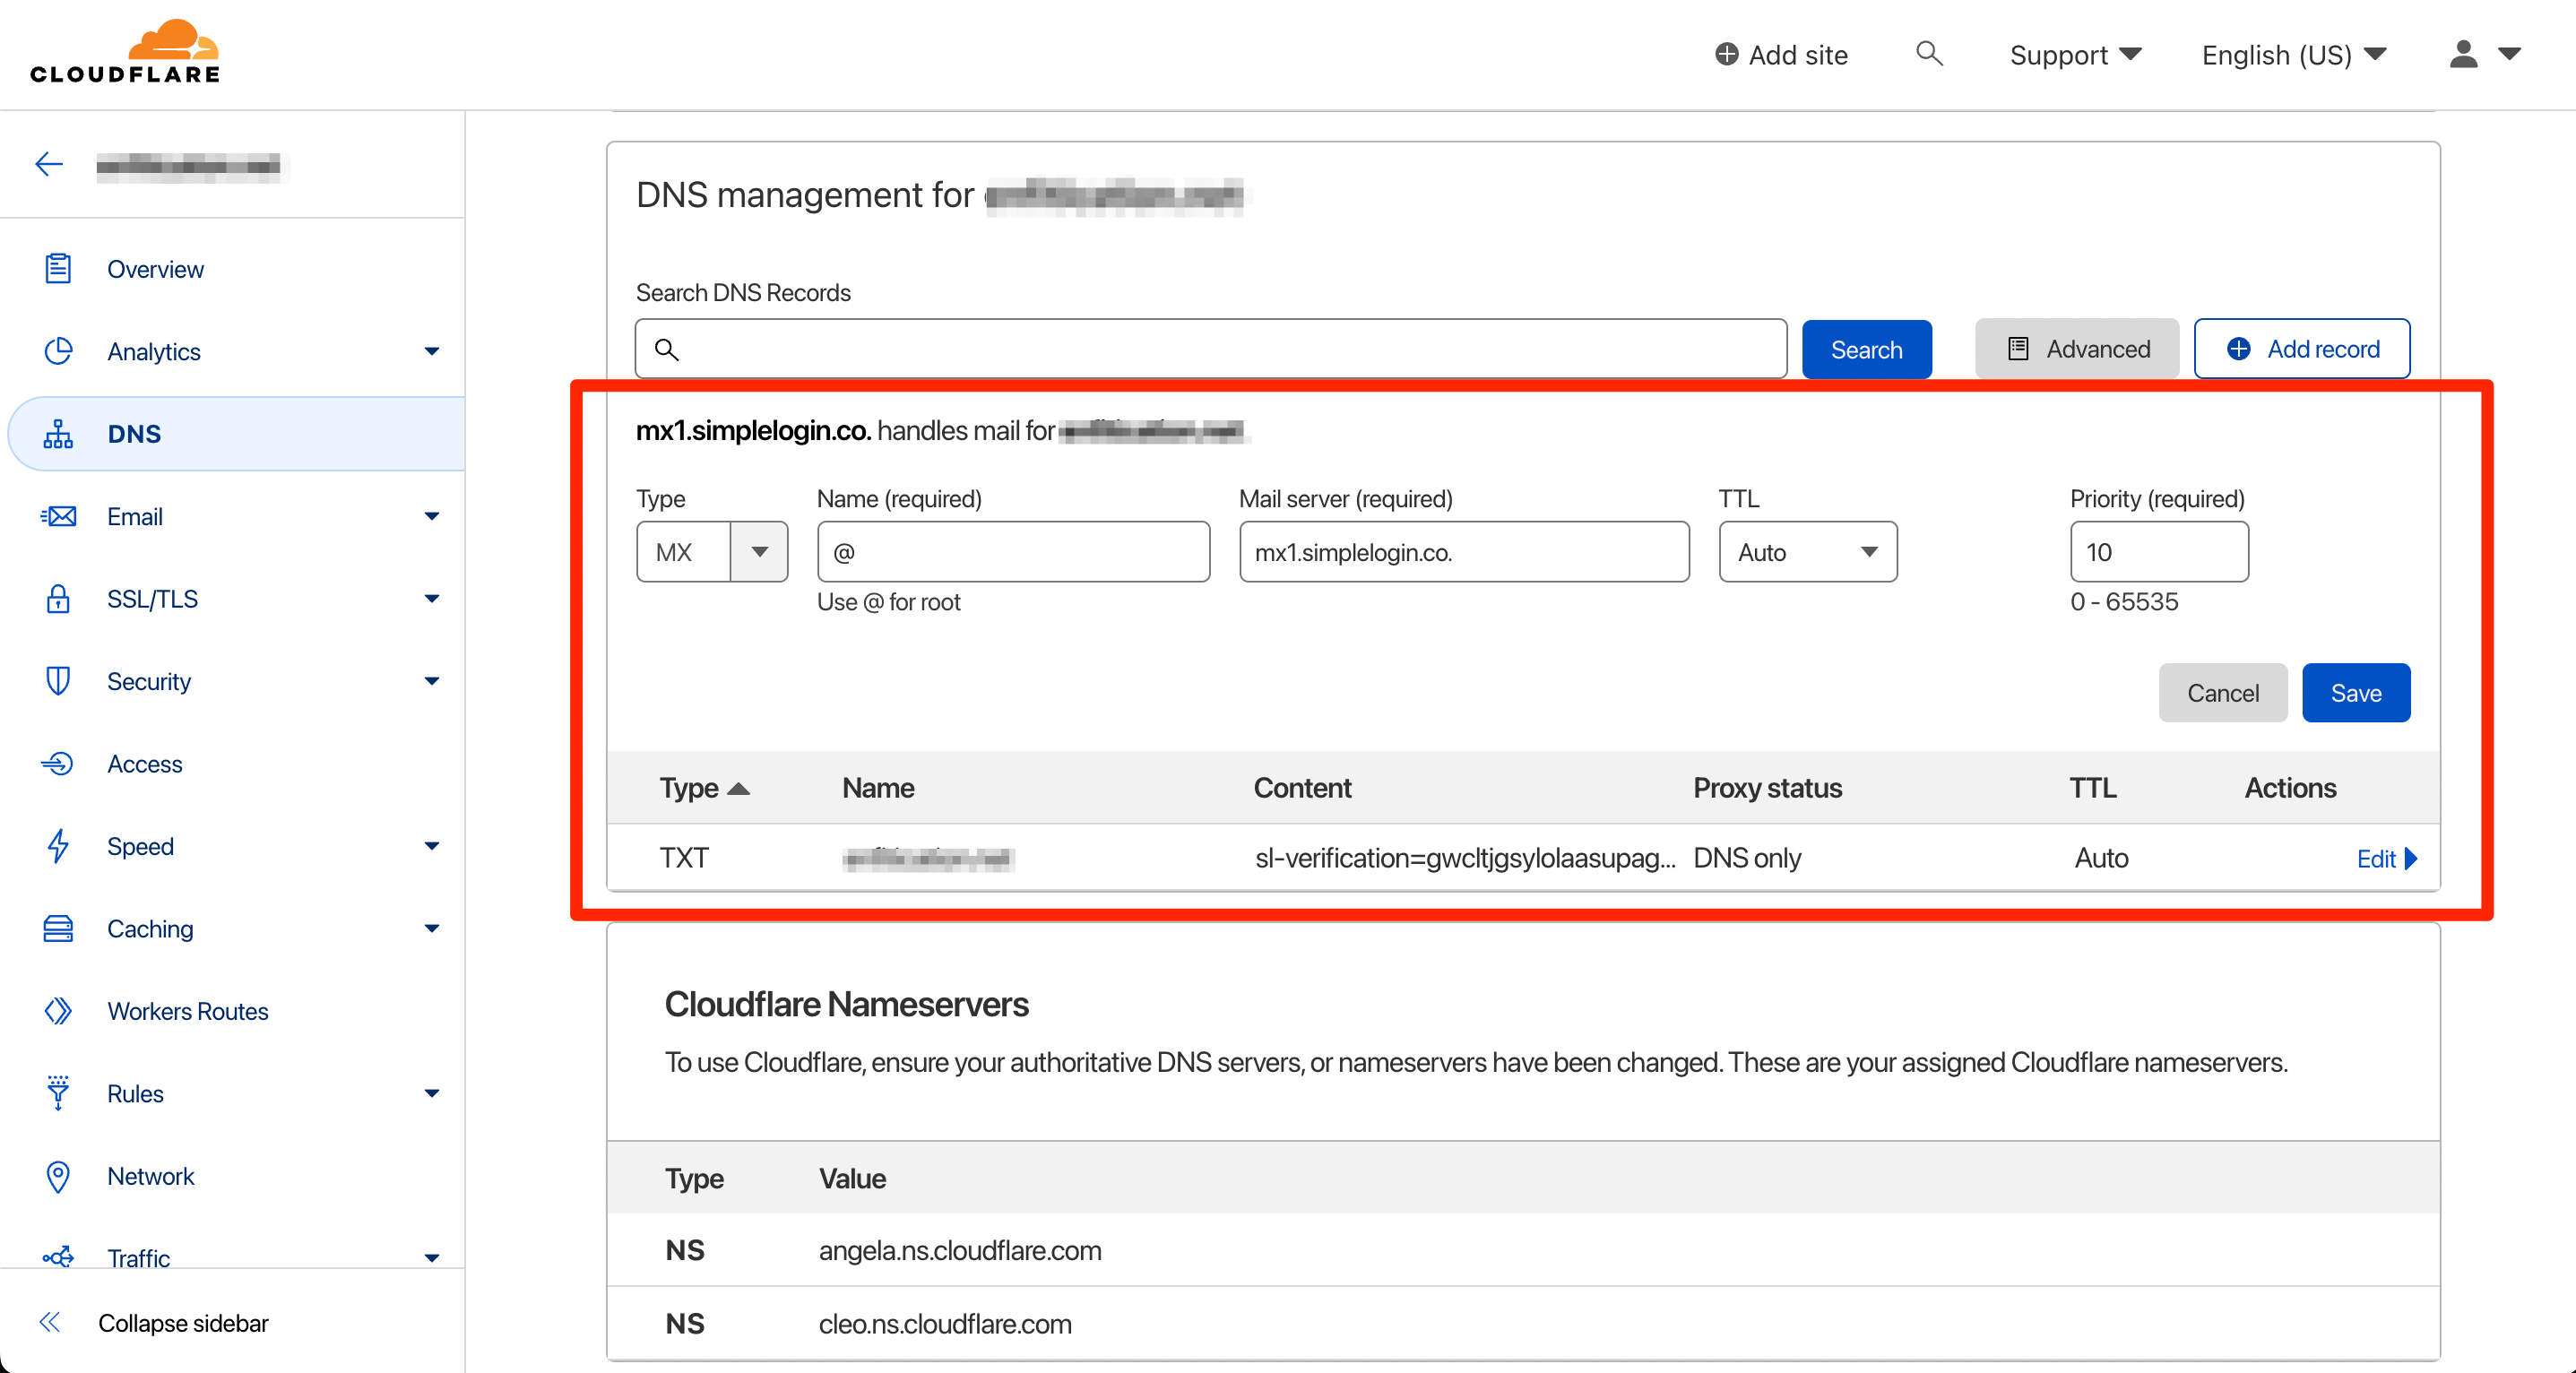 CLOUDFLARE
Add site
Support
English (US)
Overview
Analytics
DNS
Email
SSL/TLS
Security
Access
Speed
Caching
Workers Routes
Rules
Network
Traffic
Collapse sidebar
DNS management for
Search DNS Records
Search
Advanced
Add record
mx1.simplelogin.co. handles mail for
Type Name (required) Mail server (required) TTL Priority (required)
MX @ mx1.simplelogin.co. Auto 10
Use @ for root 0 - 65535
Cancel Save
Type Name Content Proxy status TTL Actions
TXT sl-verification=gwcltjgsylolaasupag... DNS only Auto Edit
Cloudflare Nameservers
To use Cloudflare, ensure your authoritative DNS servers, or nameservers have been changed. These are your assigned Cloudflare nameservers.
Type Value
NS angela.ns.cloudflare.com
NS cleo.ns.cloudflare.com